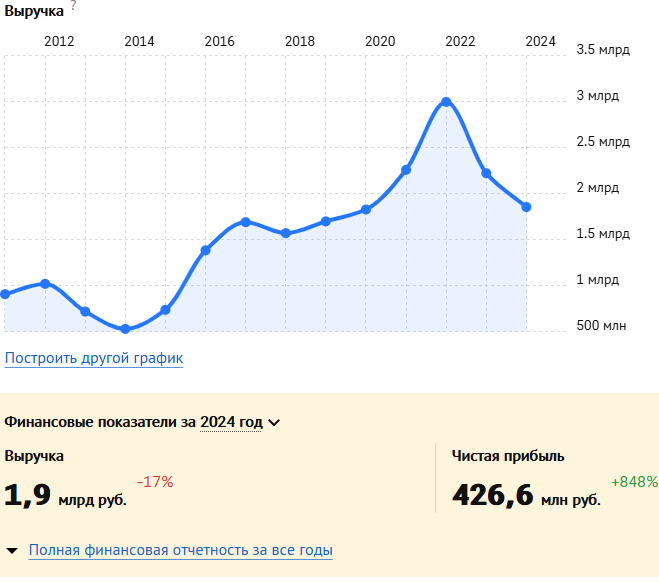 Выручка ?
2012 2014 2016 2018 2020 2022 2024
3.5 млрд
3 млрд
2.5 млрд
2 млрд
1.5 млрд
1 млрд
500 млн
Построить другой график
Финансовые показатели за 2024 год
Выручка
1,9 млрд руб. -17%
Чистая прибыль
426,6 млн руб. +848%
Полная финансовая отчетность за все годы